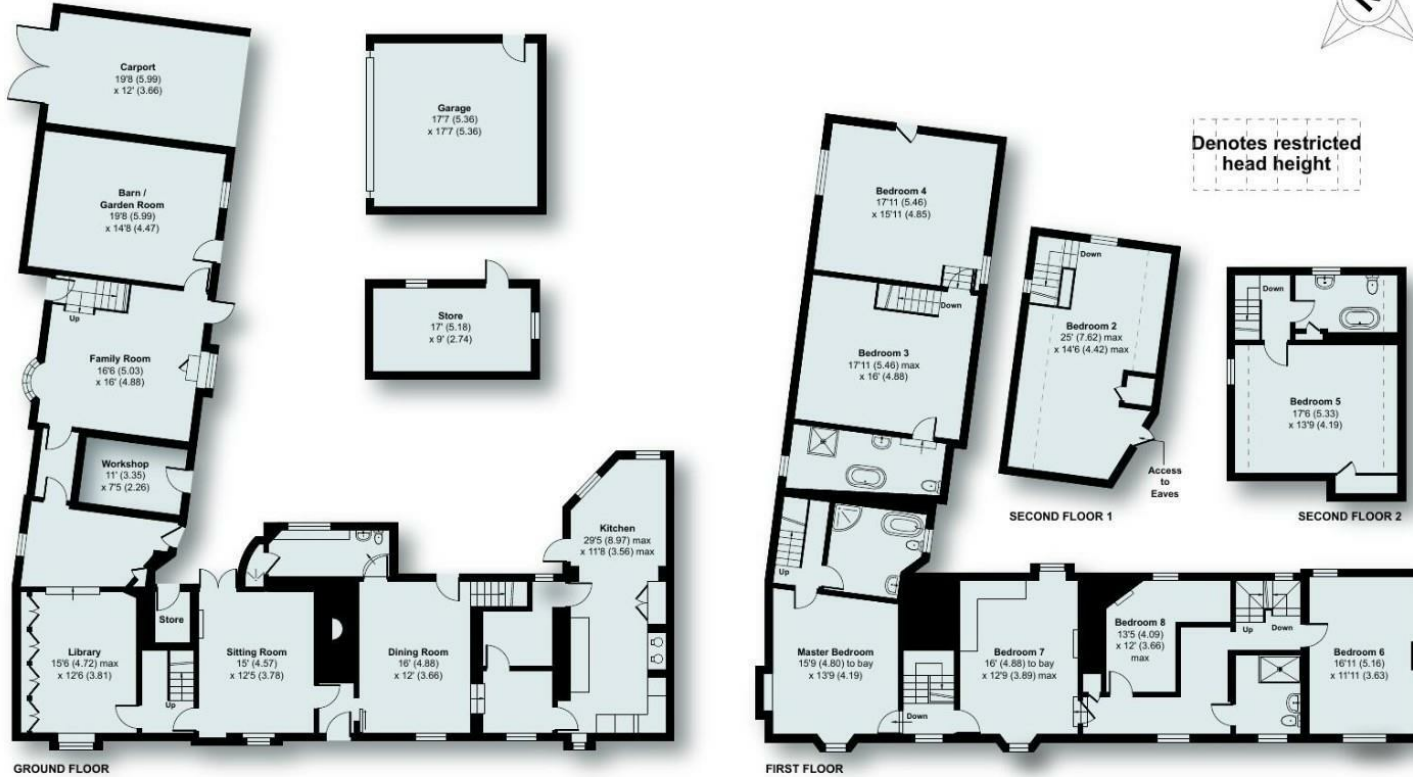 Carport
19'8 (5.99)
x 12' (3.66)
Barn /
Garden Room
19'8 (5.99)
x 14'8 (4.47)
Up
Family Room
16'6 (5.03)
x 16' (4.88)
Workshop
11' (3.35)
x 7'5 (2.26)
Library
15'6 (4.72) max
x 12'6 (3.81)
Store
Up
Sitting Room
15' (4.57)
x 12'5 (3.78)
Dining Room
16' (4.88)
x 12' (3.66)
Kitchen
29'5 (8.97) max
x 11'8 (3.56) max
GROUND FLOOR
Garage
17'7 (5.36)
x 17'7 (5.36)
Store
17' (5.18)
x 9' (2.74)
N
Denotes restricted
head height
Bedroom 4
17'11 (5.46)
x 15'11 (4.85)
Down
Bedroom 3
17'11 (5.46) max
x 16' (4.88)
Up
Master Bedroom
15'9 (4.80) to bay
x 13'9 (4.19)
Down
Bedroom 7
16' (4.88) to bay
x 12'9 (3.89) max
Bedroom 8
13'5 (4.09)
x 12' (3.66)
max
Up
Down
Bedroom 6
16'11 (5.16)
x 11'11 (3.63)
FIRST FLOOR
Down
Bedroom 2
25' (7.62) max
x 14'6 (4.42) max
Access
to
Eaves
SECOND FLOOR 1
Down
Bedroom 5
17'6 (5.33)
x 13'9 (4.19)
SECOND FLOOR 2